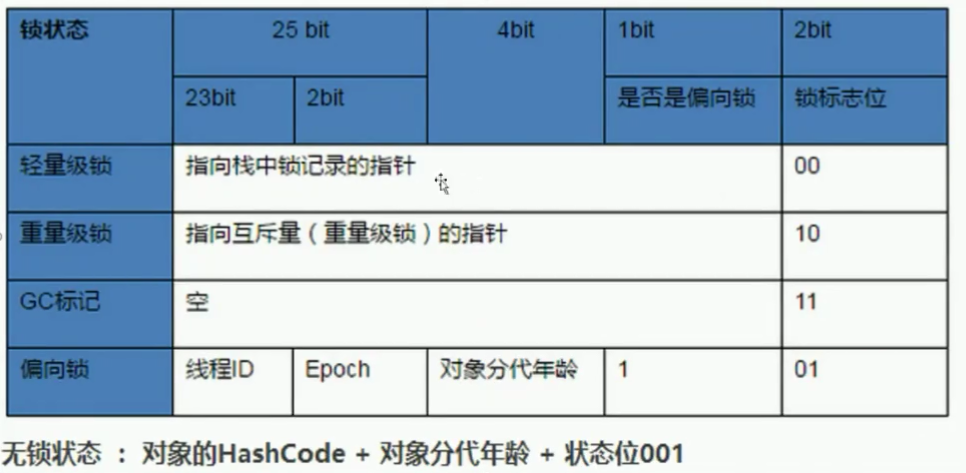 锁状态 25 bit 4bit 1bit 2bit
23bit 2bit 是否是偏向锁 锁标志位
轻量级锁 指向栈中锁记录的指针 00
重量级锁 指向互斥量（重量级锁）的指针 10
GC标记 空 11
偏向锁 线程ID Epoch 对象分代年龄 1 01
无锁状态 ： 对象的HashCode + 对象分代年龄 + 状态位001